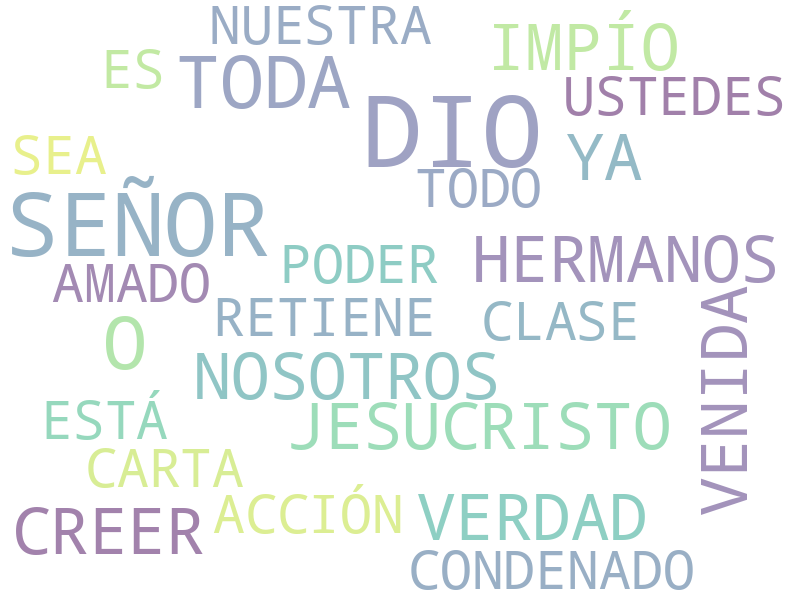 NUESTRA
IMPÍO
ES
TODA
USTEDES
DIO
YA
SEA
TODO
SEÑOR
HERMANOS
PODER
AMADO
VENIDA
RETIENE
CLASE
O
NOSOTROS
ESTÁ
JESUCRISTO
CARTA
ACCIÓN
VERDAD
CREER
CONDENADO